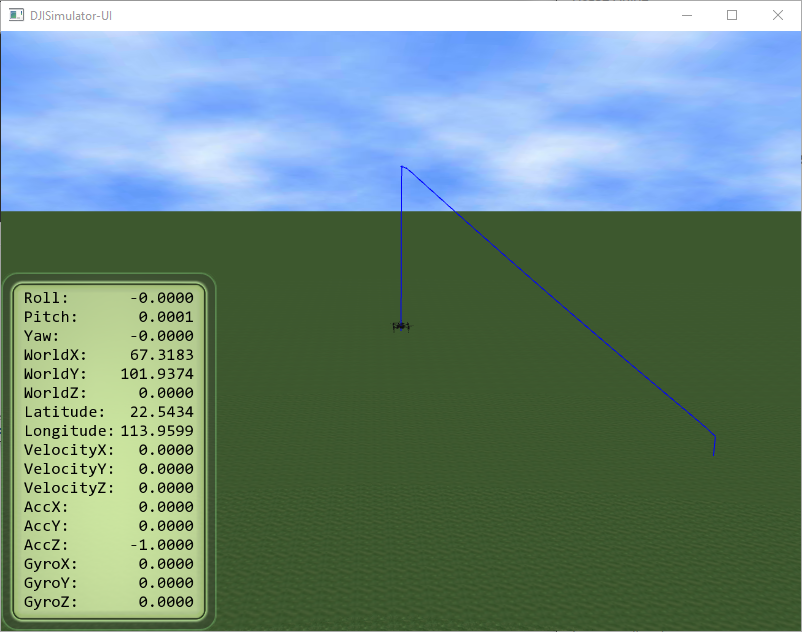 DJISimulator-UI
Roll: -0.0000
Pitch: 0.0001
Yaw: -0.0000
WorldX: 67.3183
WorldY: 101.9374
WorldZ: 0.0000
Latitude: 22.5434
Longitude: 113.9599
VelocityX: 0.0000
VelocityY: 0.0000
VelocityZ: 0.0000
AccX: 0.0000
AccY: 0.0000
AccZ: -1.0000
GyroX: 0.0000
GyroY: 0.0000
GyroZ: 0.0000